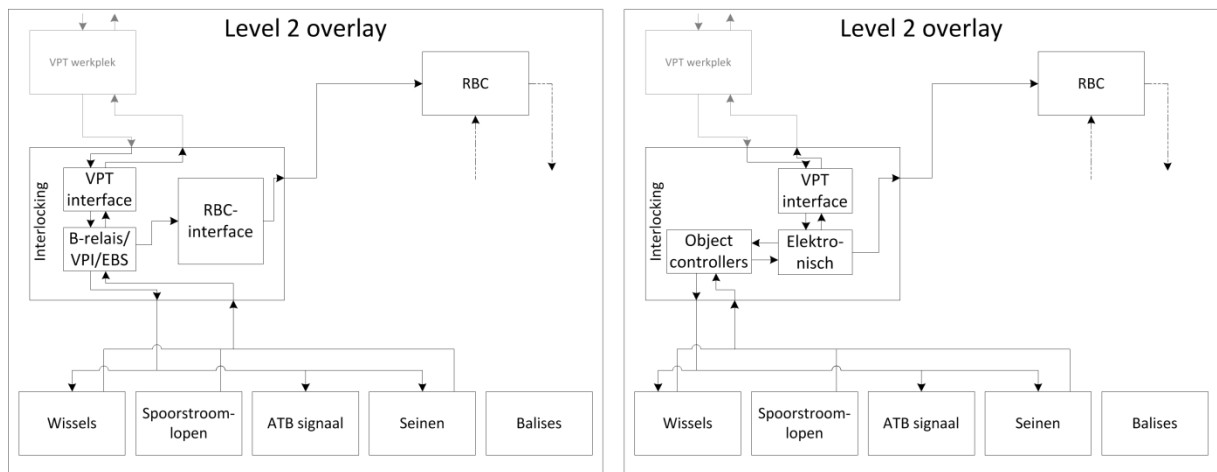 Level 2 overlay
VPT werkplek
RBC
Interlocking
VPT
interface
RBC-
interface
B-relais/
VPI/EBS
Wissels
Spoorstroom-
lopen
ATB signaal
Seinen
Balises
Level 2 overlay
VPT werkplek
RBC
Interlocking
VPT
interface
Object
controllers
Elektro-
nisch
Wissels
Spoorstroom-
lopen
ATB signaal
Seinen
Balises